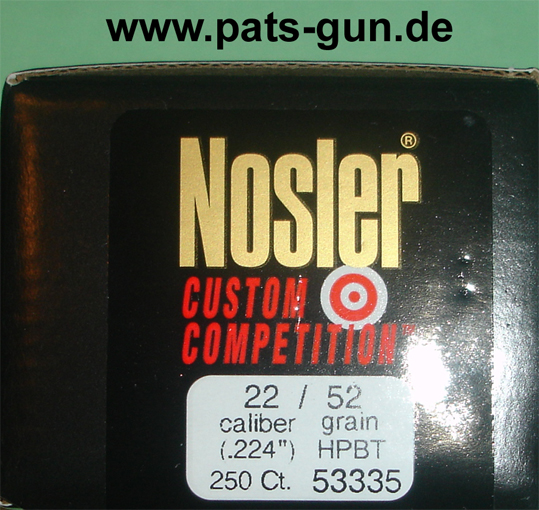 www.pats-gun.de
Nosler®
CUSTOM
COMPETITION™
22 / 52
caliber grain
(.224") HPBT
250 Ct. 53335